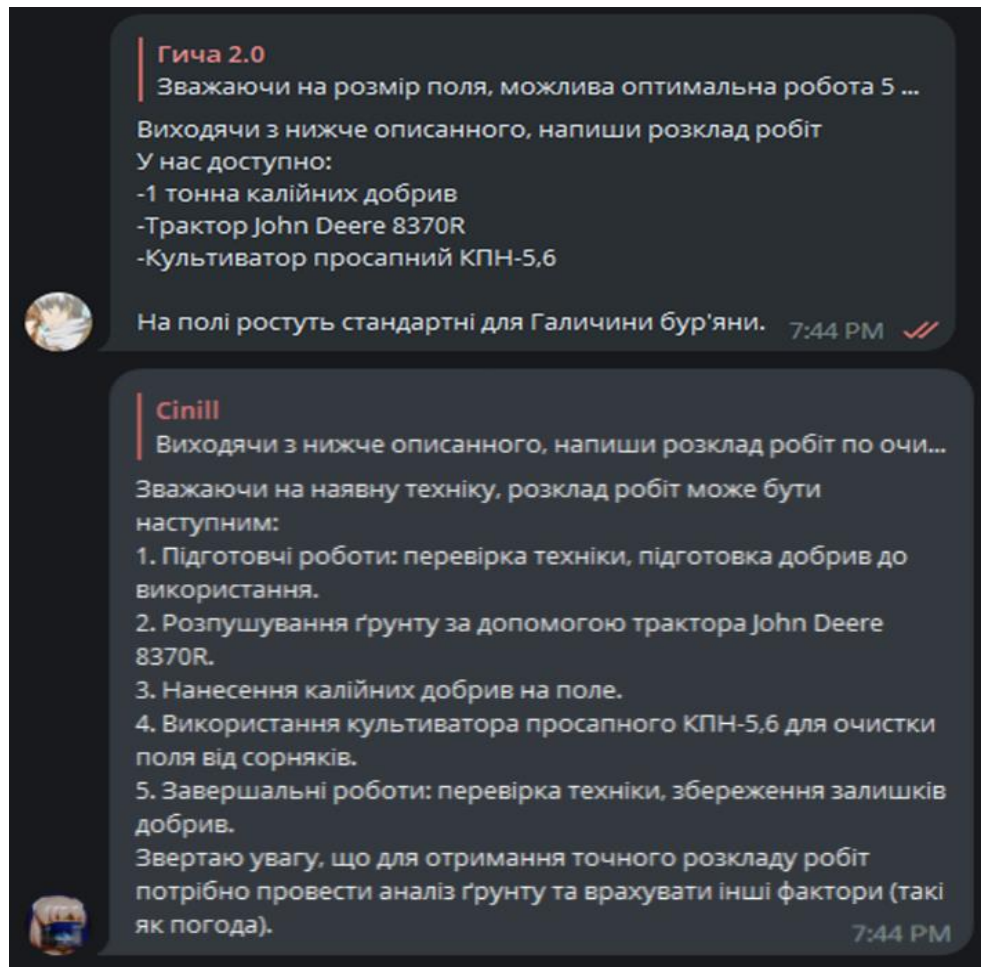 Гича 2.0
Зважаючи на розмір поля, можлива оптимальна робота 5 ...
Виходячи з нижче описанного, напиши розклад робіт
У нас доступно:
-1 тонна калійних добрив
-Трактор John Deere 8370R
-Культиватор просапний КПН-5,6
На полі ростуть стандартні для Галичини бур'яни.
7:44 PM
Cinill
Виходячи з нижче описанного, напиши розклад робіт по очи...
Зважаючи на наявну техніку, розклад робіт може бути
наступним:
1. Підготовчі роботи: перевірка техніки, підготовка добрив до
використання.
2. Розпушування ґрунту за допомогою трактора John Deere
8370R.
3. Нанесення калійних добрив на поле.
4. Використання культиватора просапного КПН-5,6 для очистки
поля від сорняків.
5. Завершальні роботи: перевірка техніки, збереження залишків
добрив.
Звертаю увагу, що для отримання точного розкладу робіт
потрібно провести аналіз ґрунту та врахувати інші фактори (такі
як погода).
7:44 PM